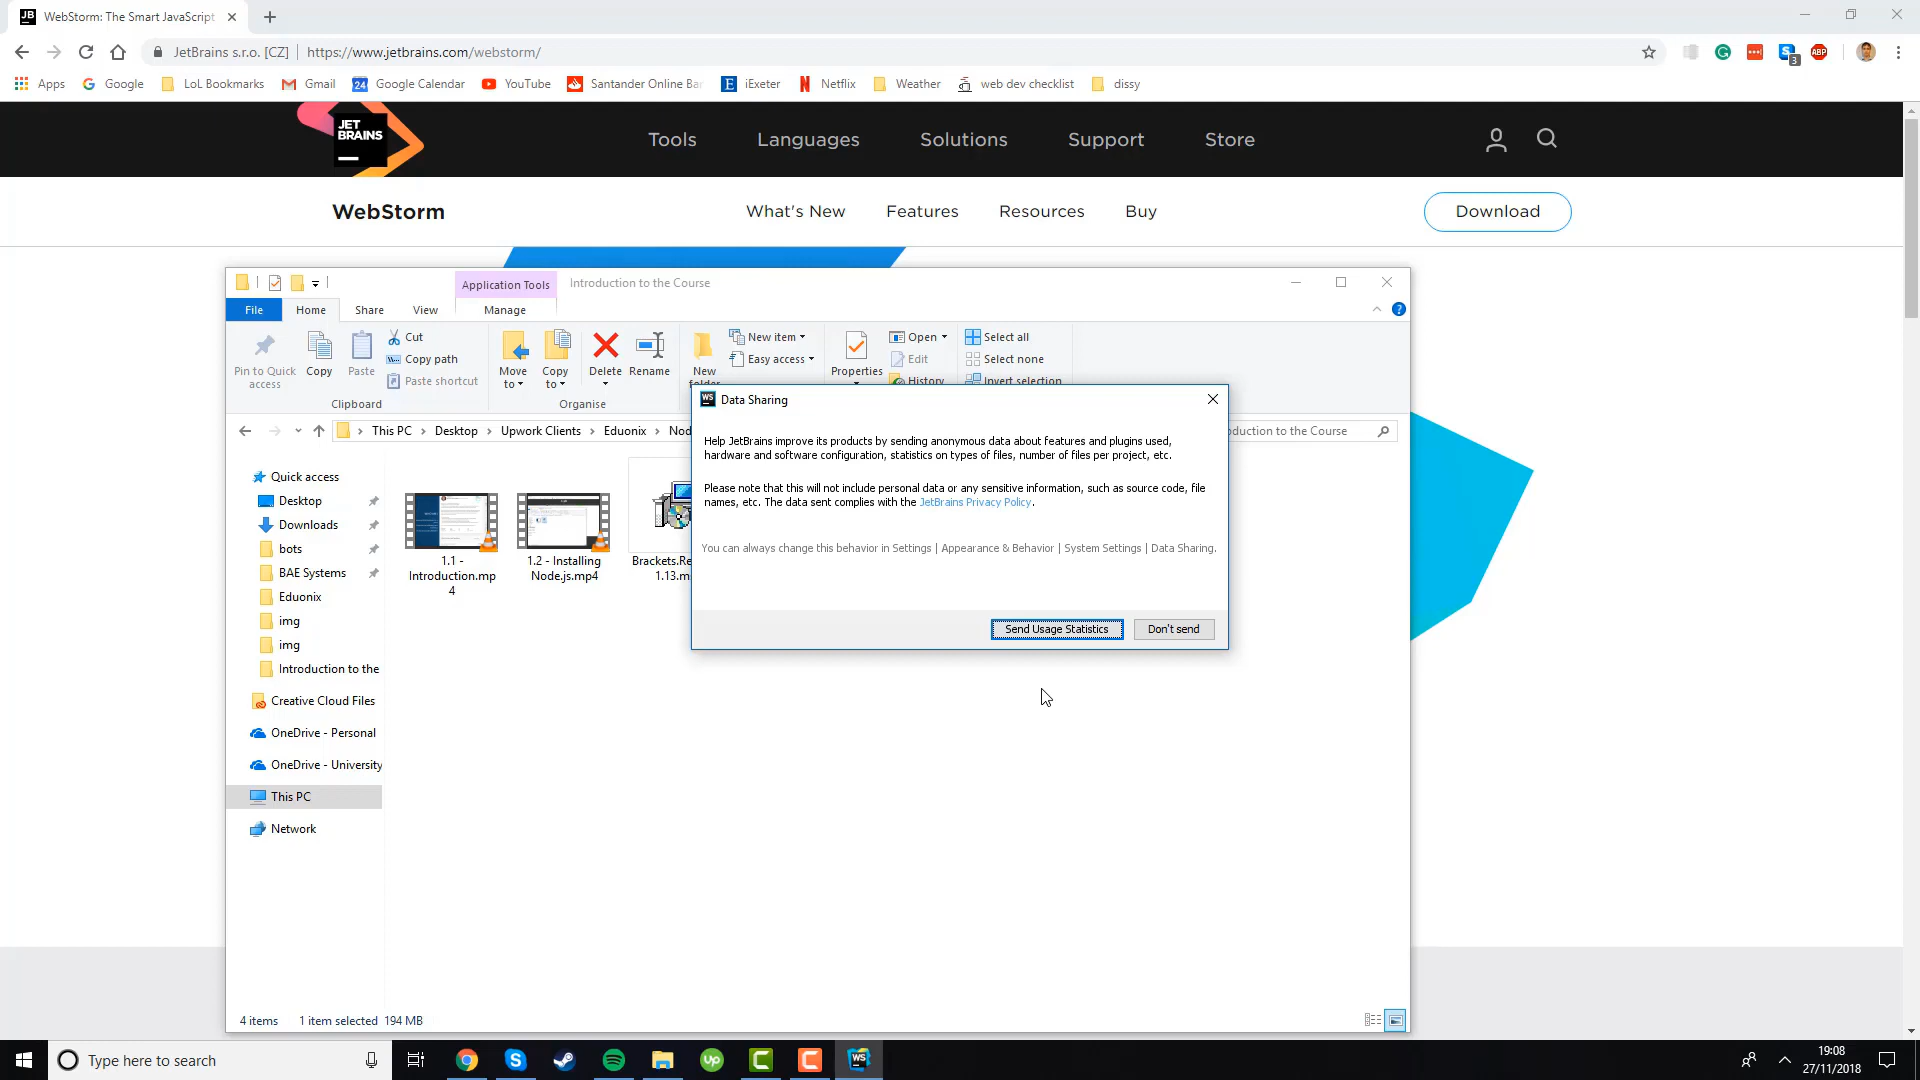 WebStorm: The Smart JavaScript
JetBrains s.r.o. [CZ] | https://www.jetbrains.com/webstorm/
3
ABP
Apps Google LoL Bookmarks Gmail 24 Google Calendar YouTube Santander Online Ba iExeter Netflix Weather web dev checklist dissy
JET
BRAINS
Tools Languages Solutions Support Store
WebStorm What's New Features Resources Buy Download
Application Tools Introduction to the Course
File Home Share View Manage
Pin to Quick access
Copy
Paste
Cut
Copy path
Paste shortcut
Clipboard
Move to
Copy to
Delete
Rename
Organise
New folder
New item
Easy access
Properties
Open
Edit
History
Select all
Select none
Invert selection
This PC > Desktop > Upwork Clients > Eduonix > Nod
duction to the Course
Quick access
Desktop
Downloads
bots
BAE Systems
Eduonix
img
img
Introduction to the
Creative Cloud Files
OneDrive - Personal
OneDrive - University
This PC
Network
1.1 -
Introduction.mp
4
1.2 - Installing
Node.js.mp4
Brackets.Re
1.13.m
WS Data Sharing
Help JetBrains improve its products by sending anonymous data about features and plugins used,
hardware and software configuration, statistics on types of files, number of files per project, etc.
Please note that this will not include personal data or any sensitive information, such as source code, file
names, etc. The data sent complies with the JetBrains Privacy Policy.
You can always change this behavior in Settings | Appearance & Behavior | System Settings | Data Sharing.
Send Usage Statistics Don't send
4 items 1 item selected 194 MB
Type here to search
WS
19:08
27/11/2018